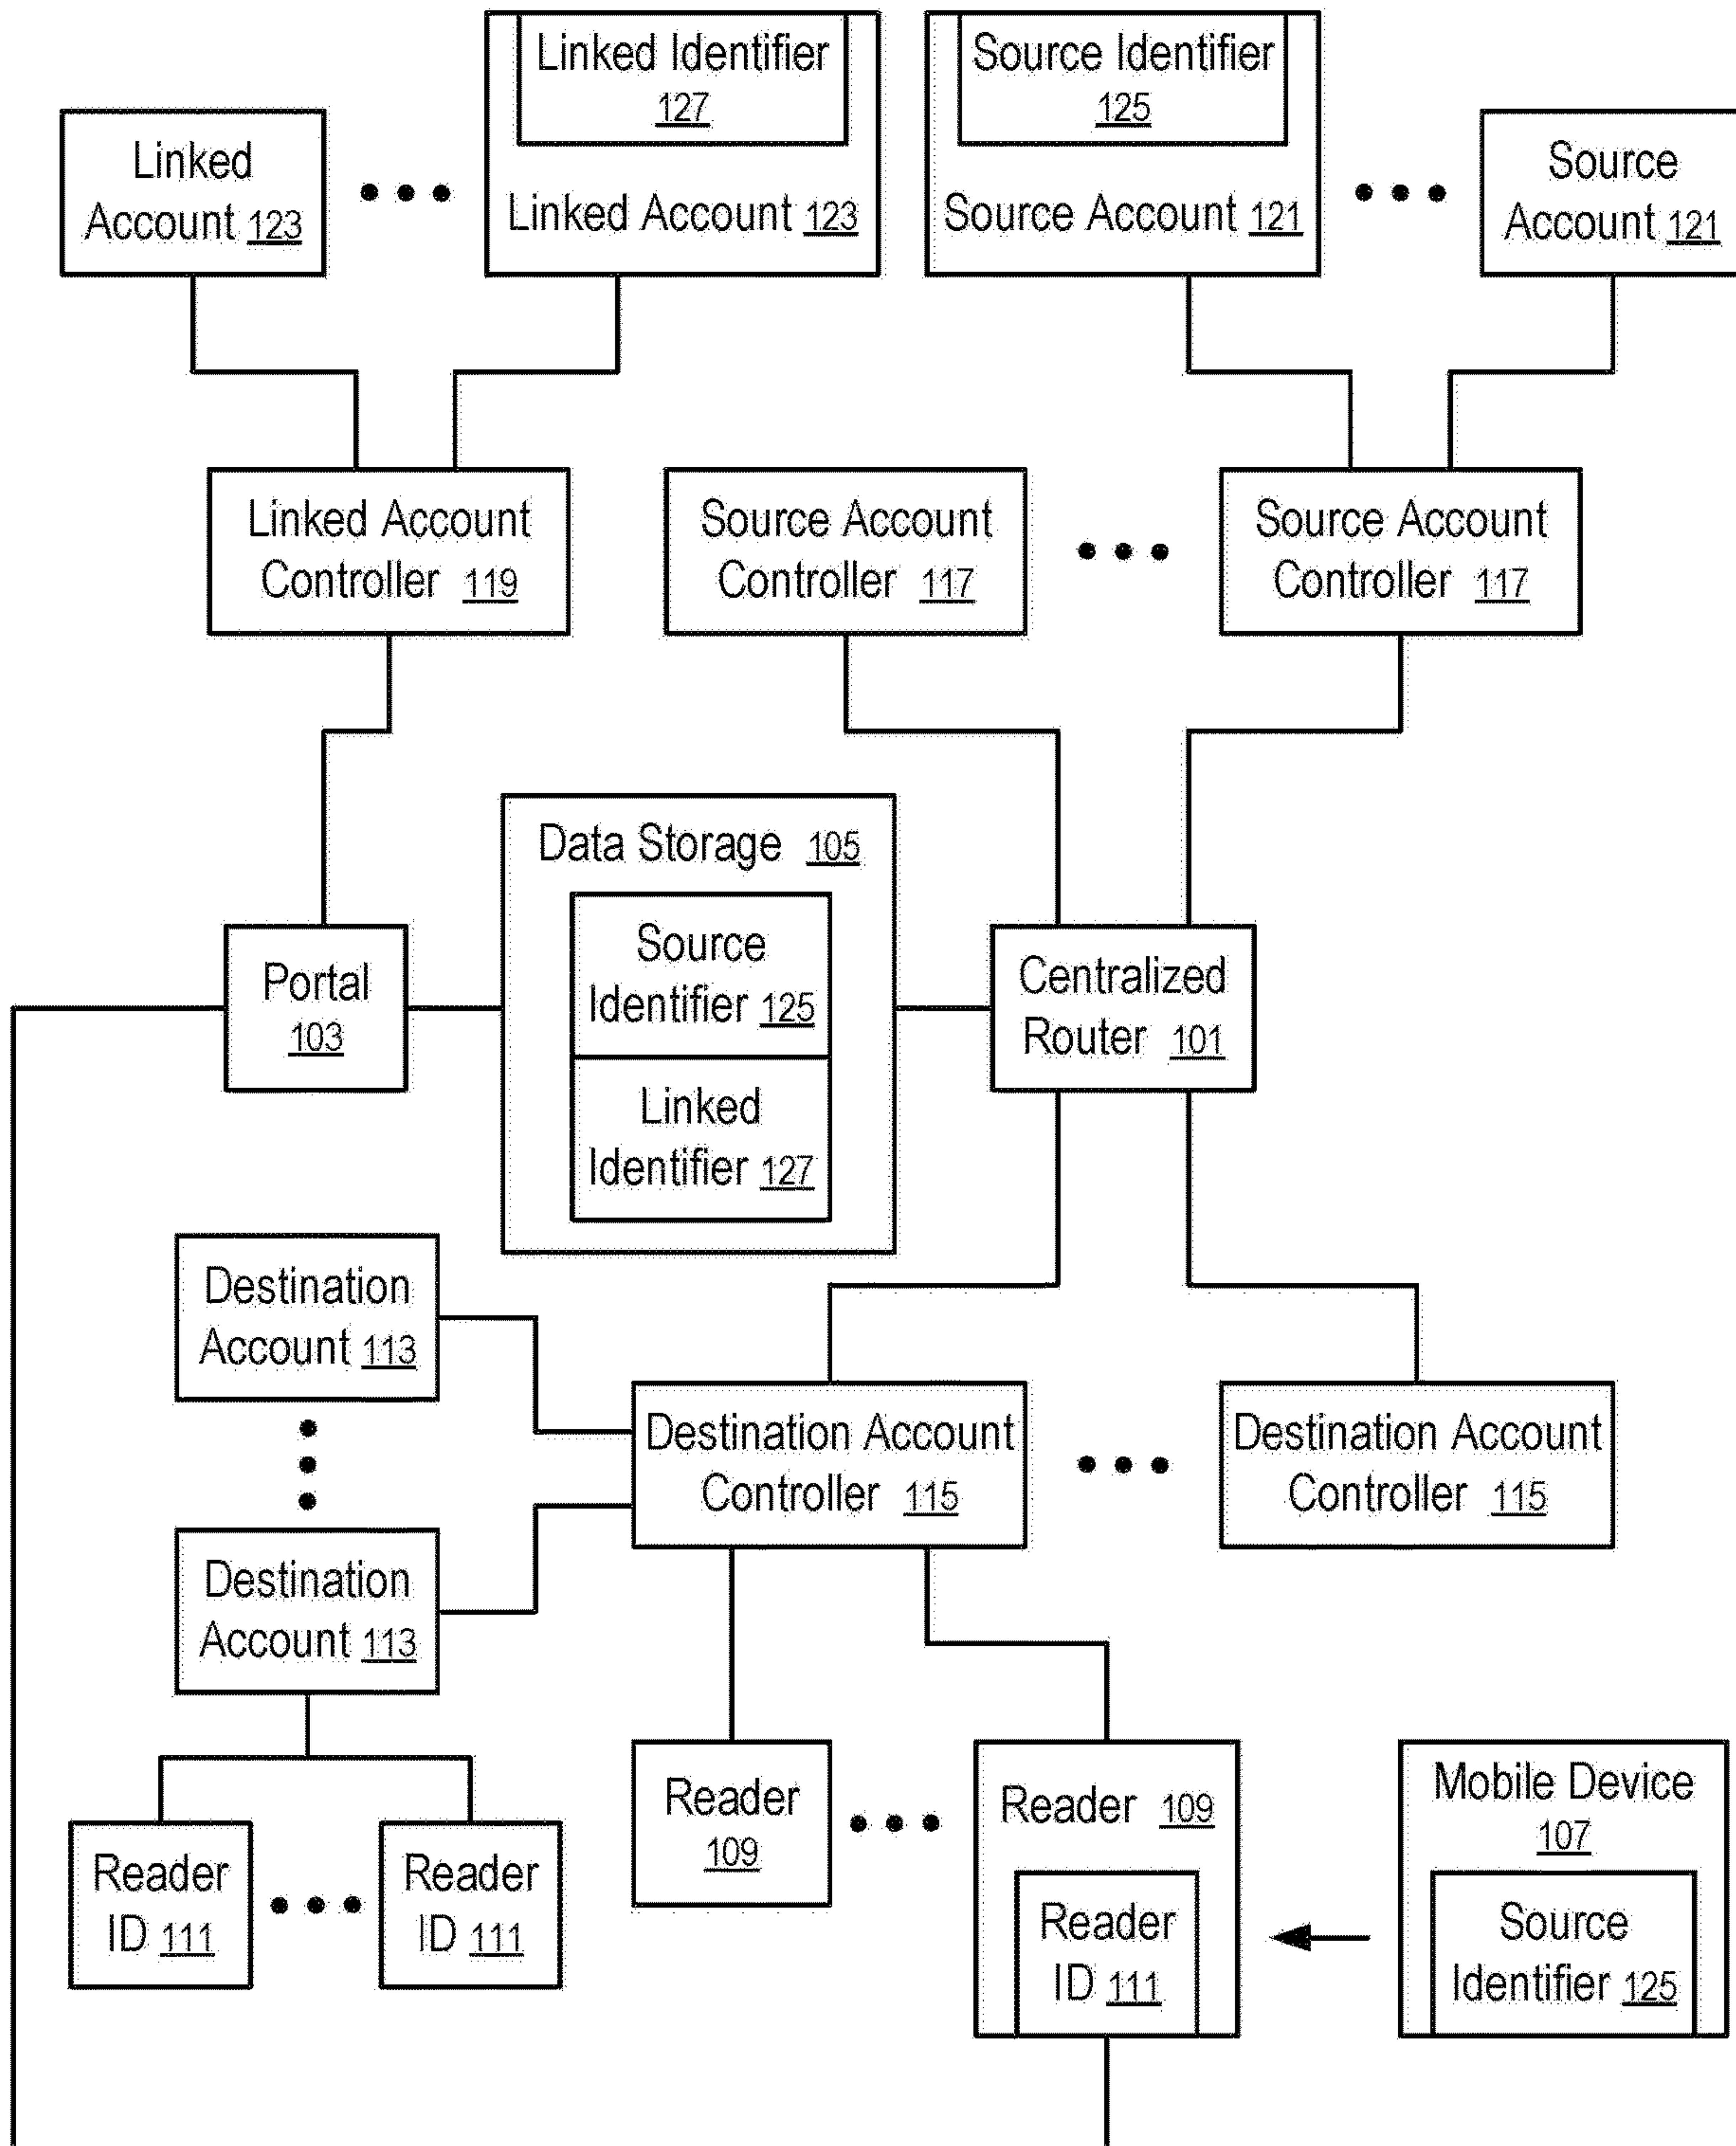 Linked Identifier
127
Source Identifier
125
Linked
Account 123
Linked Account 123
Source Account 121
Source
Account 121
Linked Account
Controller 119
Source Account
Controller 117
Source Account
Controller 117
Data Storage 105
Source
Identifier 125
Linked
Identifier 127
Portal
103
Centralized
Router 101
Destination
Account 113
Destination Account
Controller 115
Destination Account
Controller 115
Destination
Account 113
Reader
ID 111
Reader
ID 111
Reader
109
Reader 109
Reader
ID 111
Mobile Device
107
Source
Identifier 125